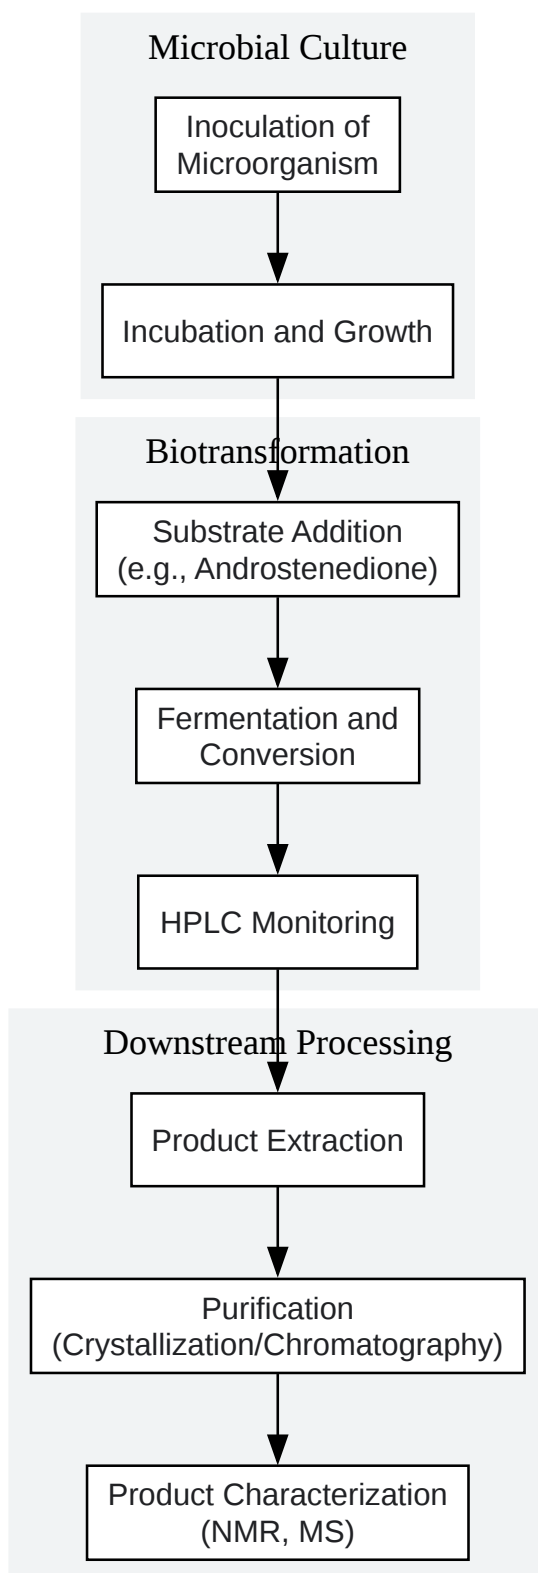 Microbial Culture
Inoculation of
Microorganism
Incubation and Growth
Biotransformation
Substrate Addition
(e.g., Androstenedione)
Fermentation and
Conversion
HPLC Monitoring
Downstream Processing
Product Extraction
Purification
(Crystallization/Chromatography)
Product Characterization
(NMR, MS)